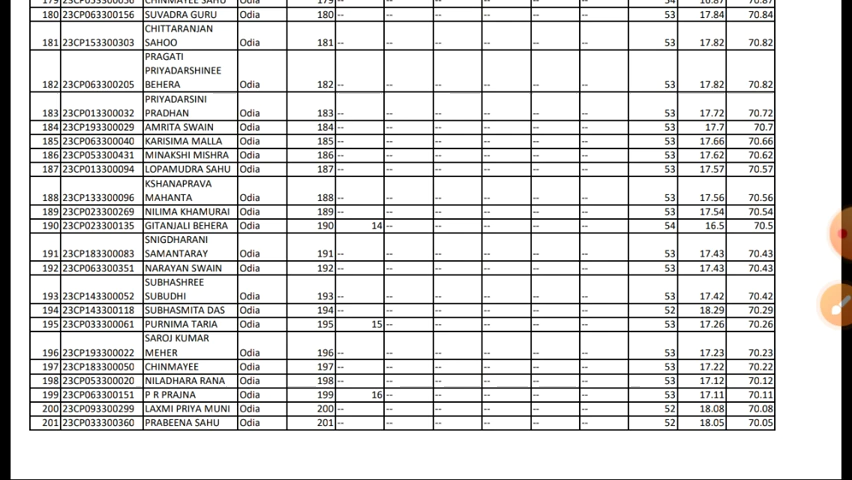 179 23CP053300056 CHINMAYEE SAHU Odia 179 -- -- -- -- -- -- 54 16.87 70.87
180 23CP063300156 SUVADRA GURU Odia 180 -- -- -- -- -- -- 53 17.84 70.84
CHITTARANJAN
181 23CP153300303 SAHOO Odia 181 -- -- -- -- -- -- 53 17.82 70.82
PRAGATI
PRIYADARSHINEE
182 23CP063300205 BEHERA Odia 182 -- -- -- -- -- -- 53 17.82 70.82
PRIYADARSINI
183 23CP013300032 PRADHAN Odia 183 -- -- -- -- -- -- 53 17.72 70.72
184 23CP193300029 AMRITA SWAIN Odia 184 -- -- -- -- -- -- 53 17.7 70.7
185 23CP063300040 KARISIMA MALLA Odia 185 -- -- -- -- -- -- 53 17.66 70.66
186 23CP053300431 MINAKSHI MISHRA Odia 186 -- -- -- -- -- -- 53 17.62 70.62
187 23CP013300094 LOPAMUDRA SAHU Odia 187 -- -- -- -- -- -- 53 17.57 70.57
KSHANAPRAVA
188 23CP133300096 MAHANTA Odia 188 -- -- -- -- -- -- 53 17.56 70.56
189 23CP023300269 NILIMA KHAMURAI Odia 189 -- -- -- -- -- -- 53 17.54 70.54
190 23CP023300135 GITANJALI BEHERA Odia 190 14 -- -- -- -- -- 54 16.5 70.5
SNIGDHARANI
191 23CP183300083 SAMANTARAY Odia 191 -- -- -- -- -- -- 53 17.43 70.43
192 23CP063300351 NARAYAN SWAIN Odia 192 -- -- -- -- -- -- 53 17.43 70.43
SUBHASHREE
193 23CP143300052 SUBUDHI Odia 193 -- -- -- -- -- -- 53 17.42 70.42
194 23CP143300118 SUBHASMITA DAS Odia 194 -- -- -- -- -- -- 52 18.29 70.29
195 23CP033300061 PURNIMA TARIA Odia 195 15 -- -- -- -- -- 53 17.26 70.26
SAROJ KUMAR
196 23CP193300022 MEHER Odia 196 -- -- -- -- -- -- 53 17.23 70.23
197 23CP183300050 CHINMAYEE Odia 197 -- -- -- -- -- -- 53 17.22 70.22
198 23CP053300020 NILADHARA RANA Odia 198 -- -- -- -- -- -- 53 17.12 70.12
199 23CP063300151 P R PRAJNA Odia 199 16 -- -- -- -- -- 53 17.11 70.11
200 23CP093300299 LAXMI PRIYA MUNI Odia 200 -- -- -- -- -- -- 52 18.08 70.08
201 23CP033300360 PRABEENA SAHU Odia 201 -- -- -- -- -- -- 52 18.05 70.05